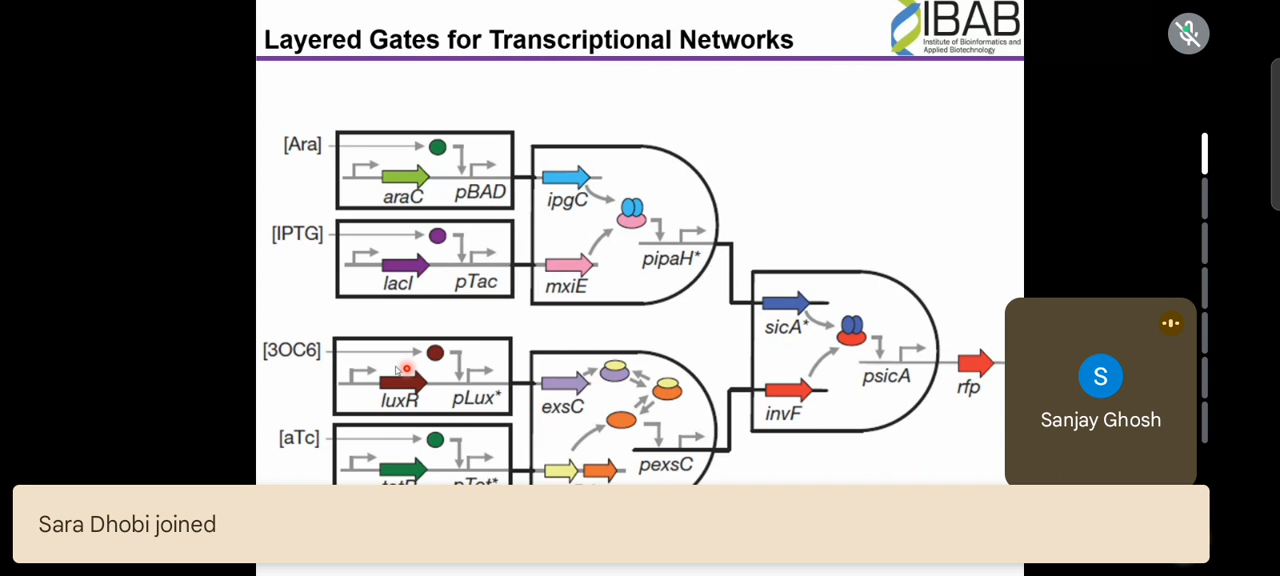 Layered Gates for Transcriptional Networks
IBAB
Institute of Bioinformatics and
Applied Biotechnology
[Ara]
araC
pBAD
ipgC
[IPTG]
lacI
pTac
mxiE
pipaH*
sicA*
[3OC6]
luxR
pLux*
exsC
psicA
rfp
invF
[aTc]
pexsC
S
Sanjay Ghosh
Sara Dhobi joined